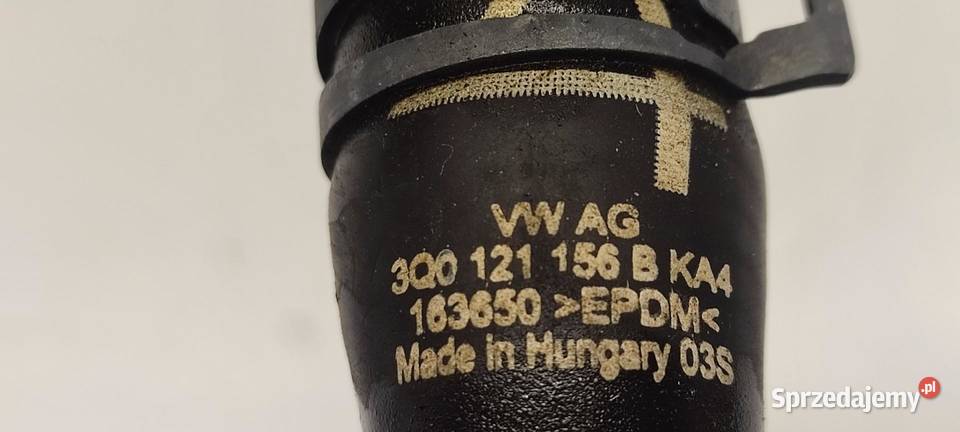 VW AG
3Q0 121 156 B KA4
163650 >EPDM<
Made in Hungary 03S
Sprzedajemy.pl